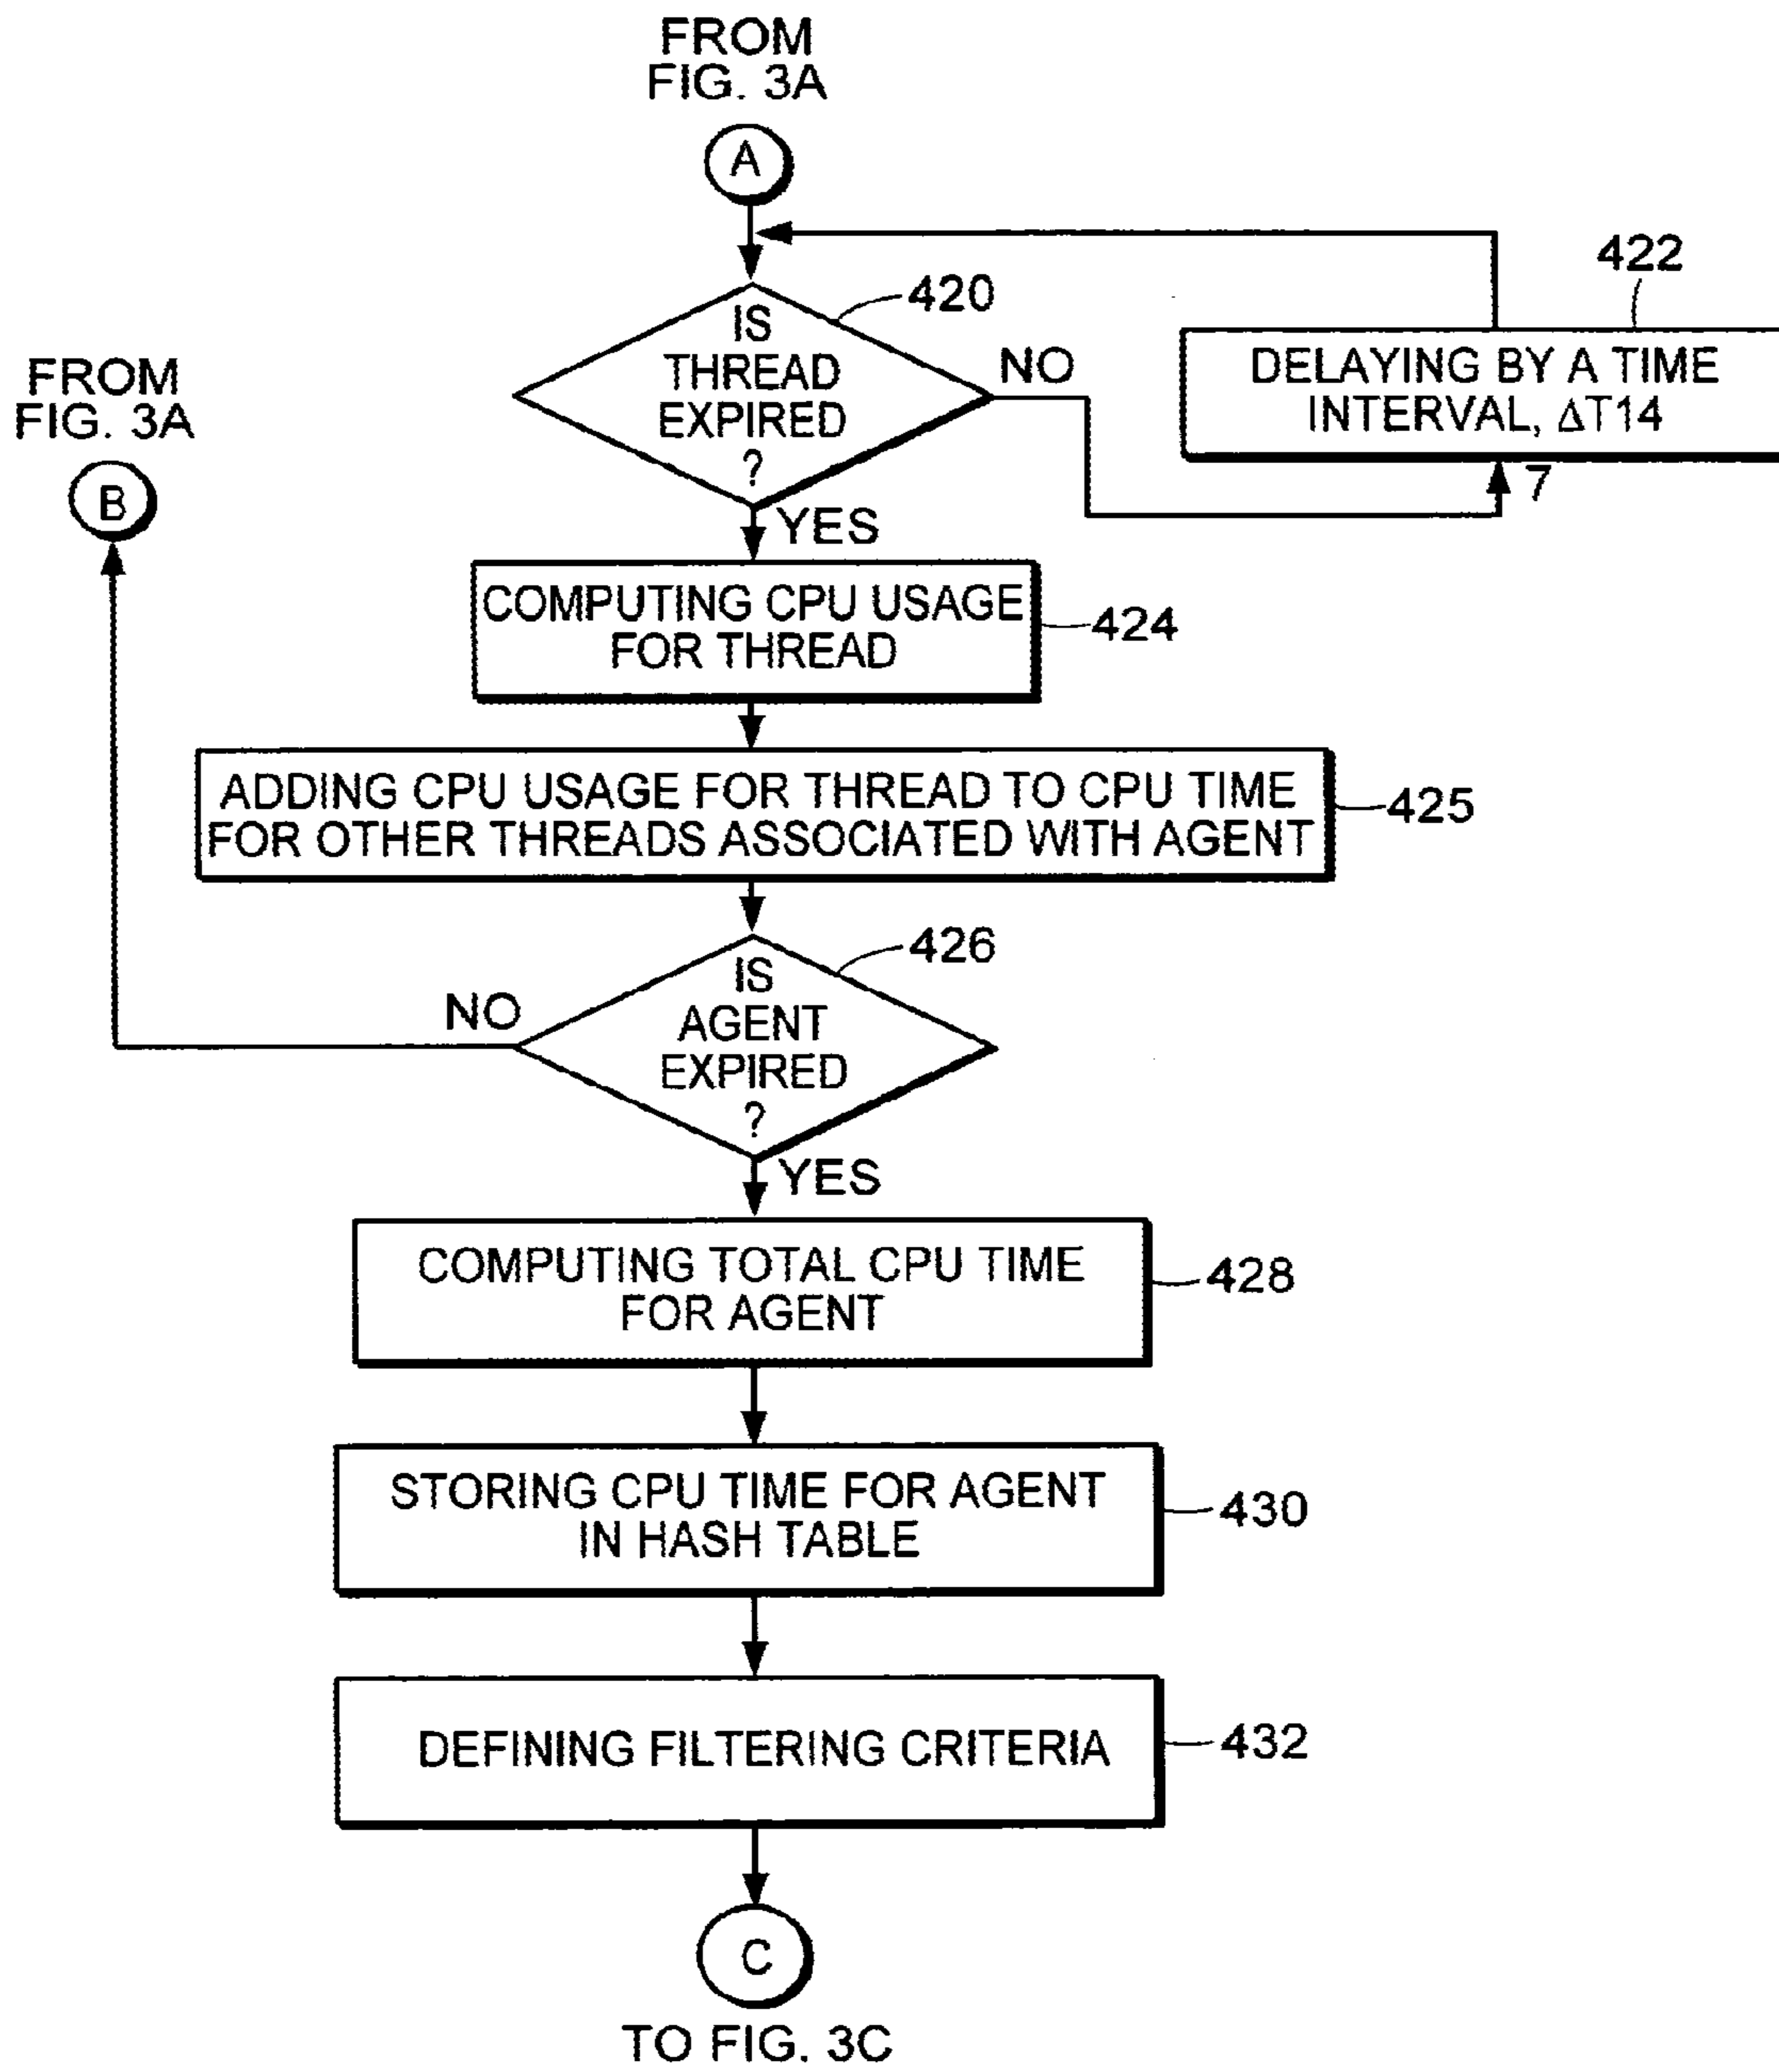 FROM
FIG. 3A
A
422
420
IS
THREAD
EXPIRED
?
NO
DELAYING BY A TIME
INTERVAL, ΔT14
7
FROM
FIG. 3A
B
YES
COMPUTING CPU USAGE
FOR THREAD
424
ADDING CPU USAGE FOR THREAD TO CPU TIME
FOR OTHER THREADS ASSOCIATED WITH AGENT
425
426
IS
AGENT
EXPIRED
?
NO
YES
COMPUTING TOTAL CPU TIME
FOR AGENT
428
STORING CPU TIME FOR AGENT
IN HASH TABLE
430
DEFINING FILTERING CRITERIA
432
C
TO FIG. 3C